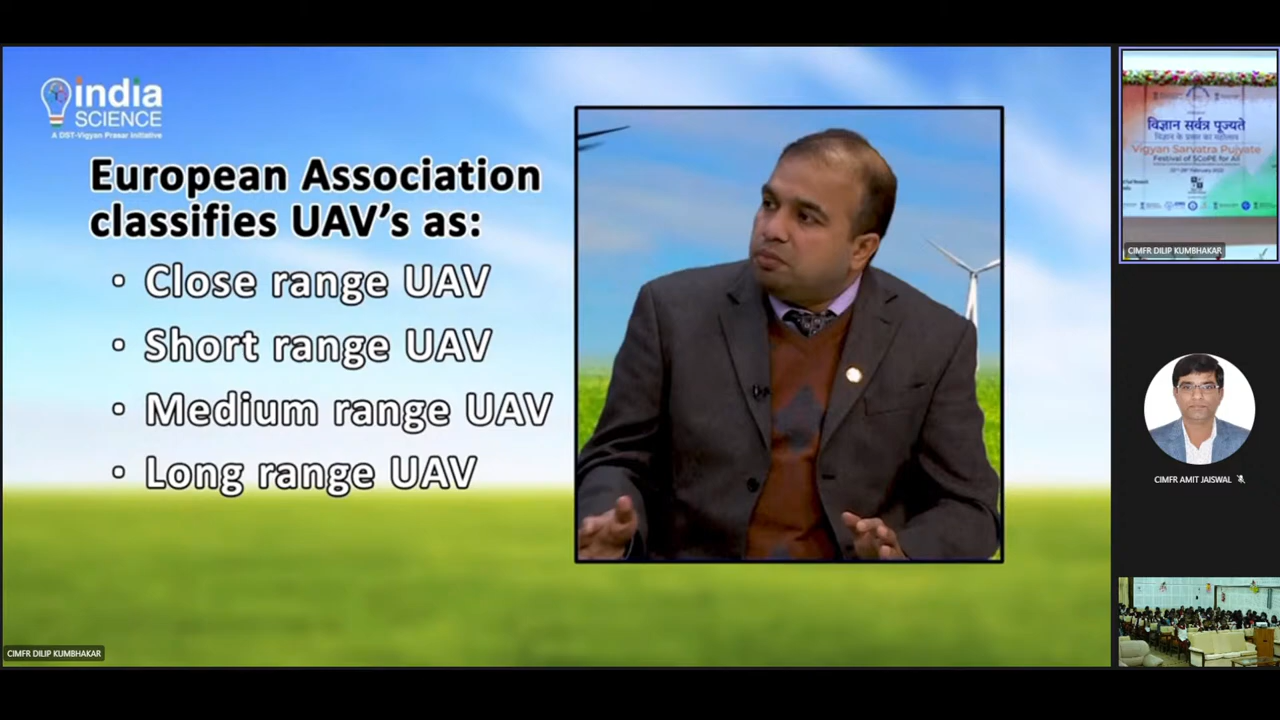 india
SCIENCE
A DST-Vigyan Prasar Initiative
European Association
classifies UAV's as:
• Close range UAV
• Short range UAV
• Medium range UAV
• Long range UAV
CIMFR DILIP KUMBHAKAR
विज्ञान सर्वत्र पूज्यते
Vigyan Sarvatra Pujyate
Festival of SCoPE for All
CIMFR DILIP KUMBHAKAR
CIMFR AMIT JAISWAL